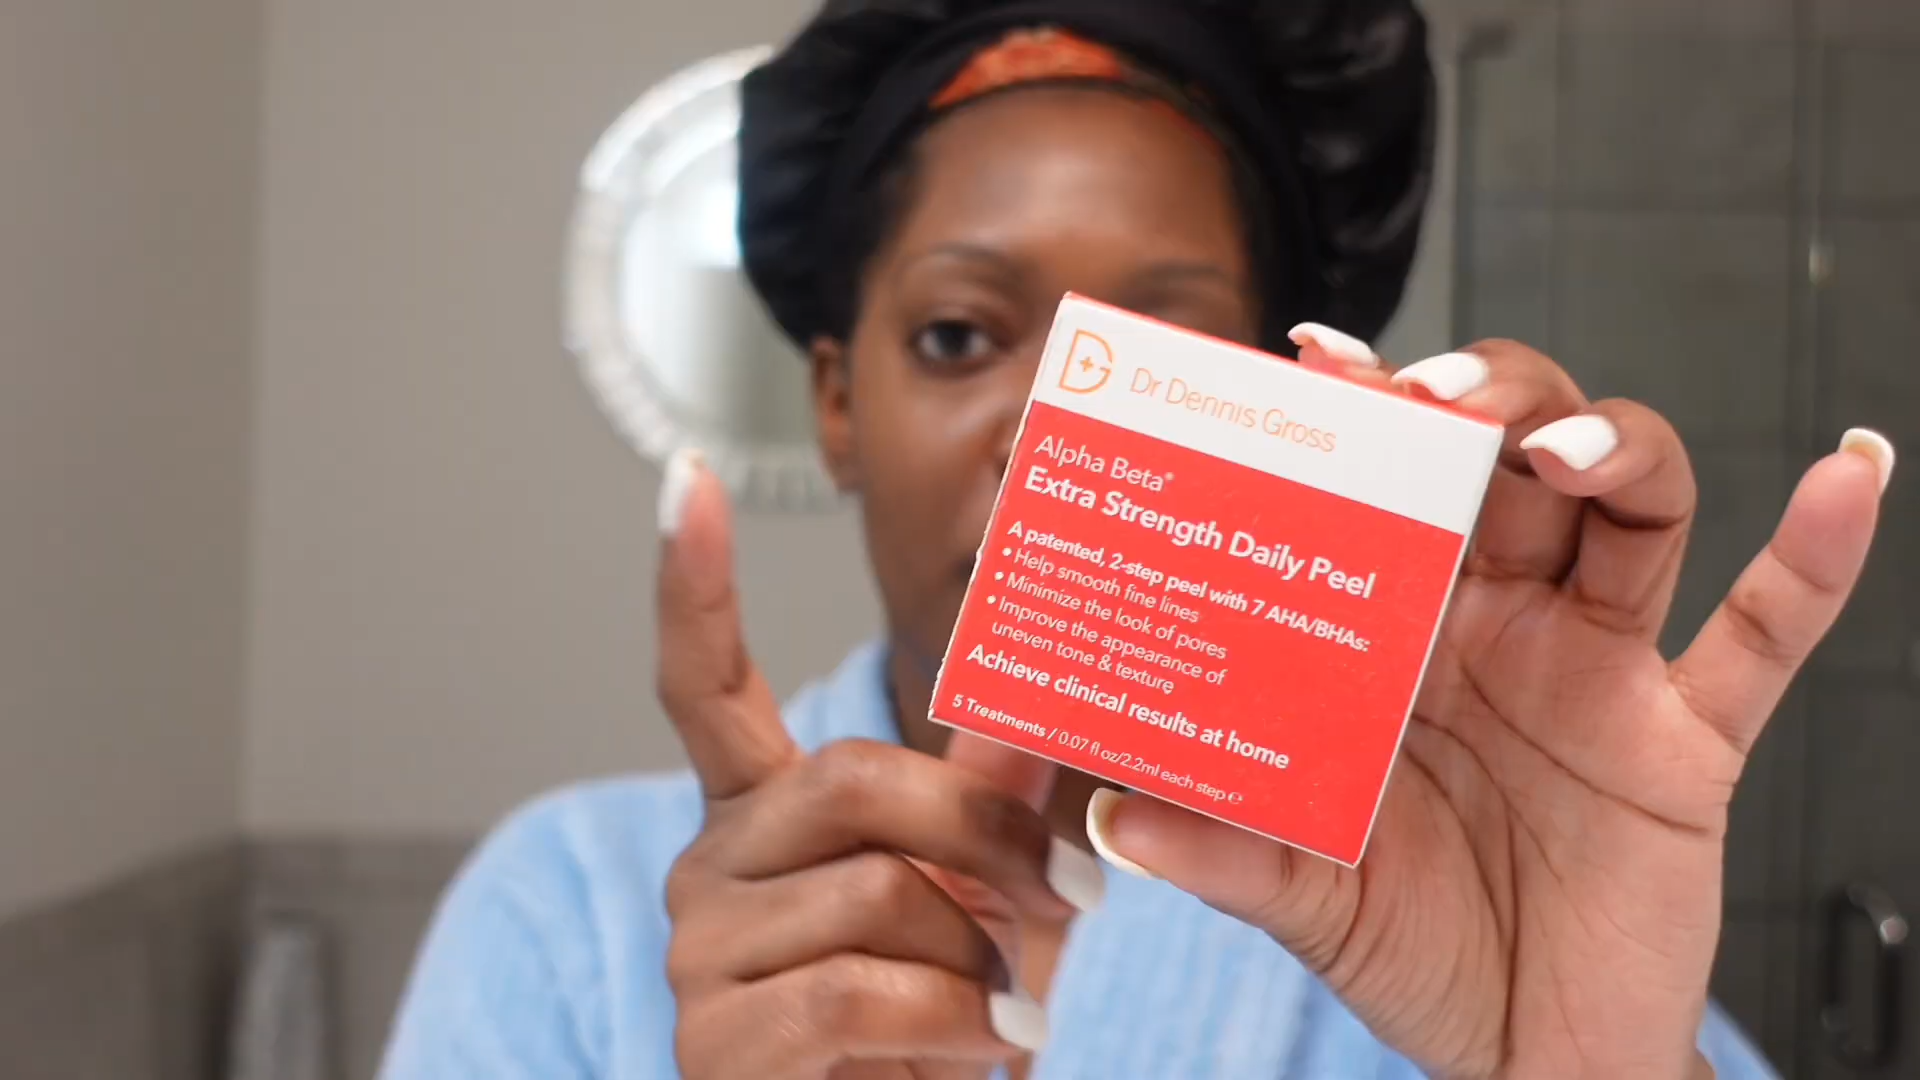 Dr Dennis Gross
Alpha Beta®
Extra Strength Daily Peel
A patented, 2-step peel with 7 AHA/BHAs:
• Help smooth fine lines
• Minimize the look of pores
• Improve the appearance of
uneven tone & texture
Achieve clinical results at home
5 Treatments / 0.07 fl oz/2.2ml each step ℮